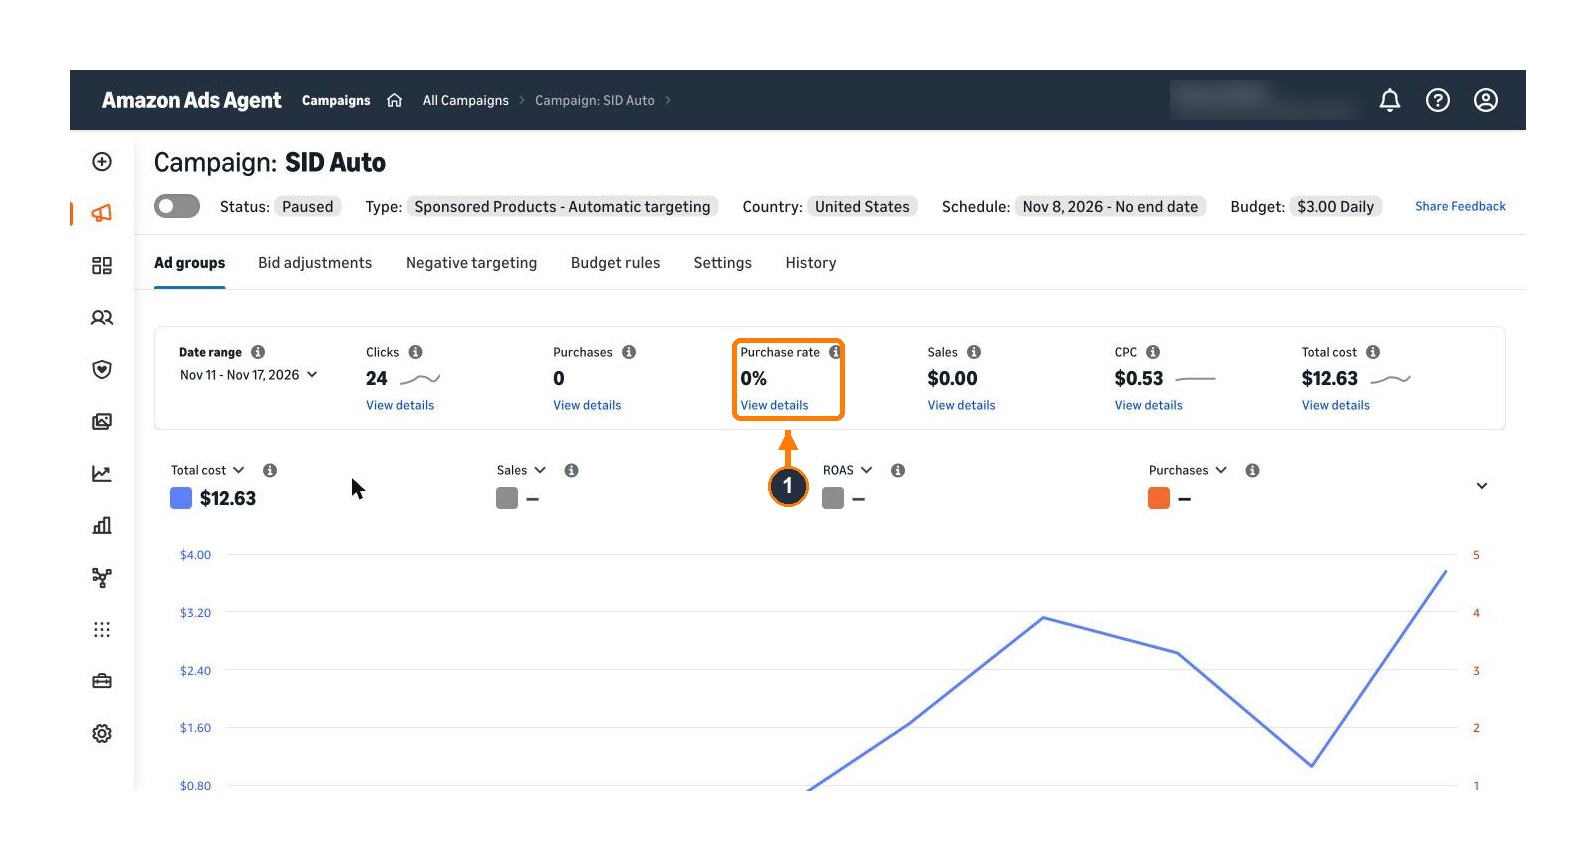 Amazon Ads Agent Campaigns All Campaigns Campaign: SID Auto
Campaign: SID Auto
Status: Paused Type: Sponsored Products - Automatic targeting Country: United States Schedule: Nov 8, 2026 - No end date Budget: $3.00 Daily Share Feedback
Ad groups Bid adjustments Negative targeting Budget rules Settings History
Date range Clicks Purchases Purchase rate Sales CPC Total cost
Nov 11 - Nov 17, 2026 24 0 0% $0.00 $0.53 $12.63
View details View details View details View details View details View details
Total cost Sales ROAS Purchases
$12.63 – – –
1
$4.00 5
$3.20 4
$2.40 3
$1.60 2
$0.80 1